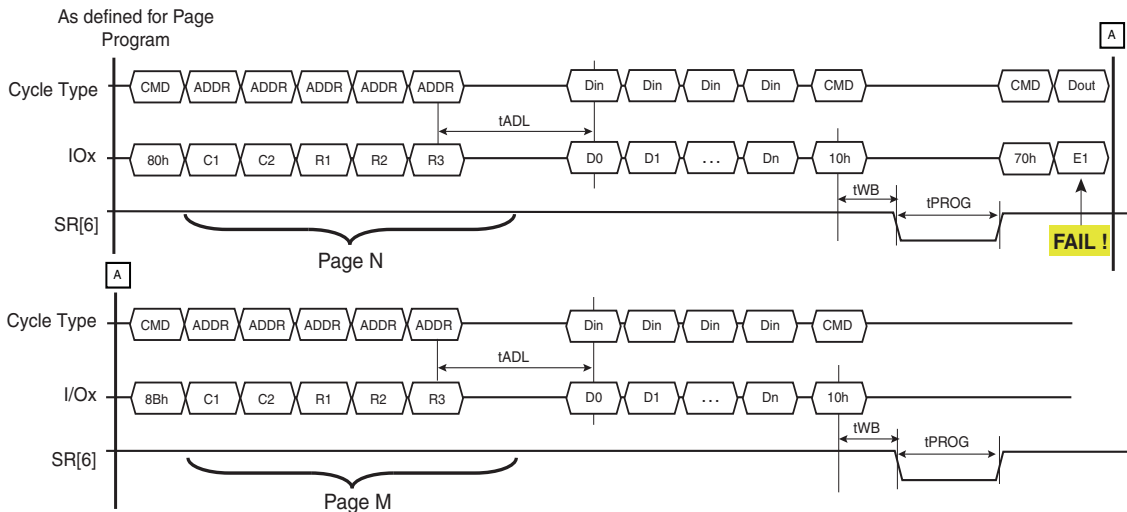 As defined for Page
Program
A
Cycle Type CMD ADDR ADDR ADDR ADDR ADDR Din Din Din Din CMD CMD Dout
tADL
IOx 80h C1 C2 R1 R2 R3 D0 D1 ... Dn 10h 70h E1
tWB tPROG
SR[6]
FAIL !
Page N
A
Cycle Type CMD ADDR ADDR ADDR ADDR ADDR Din Din Din Din CMD
tADL
I/Ox 8Bh C1 C2 R1 R2 R3 D0 D1 ... Dn 10h
tWB tPROG
SR[6]
Page M